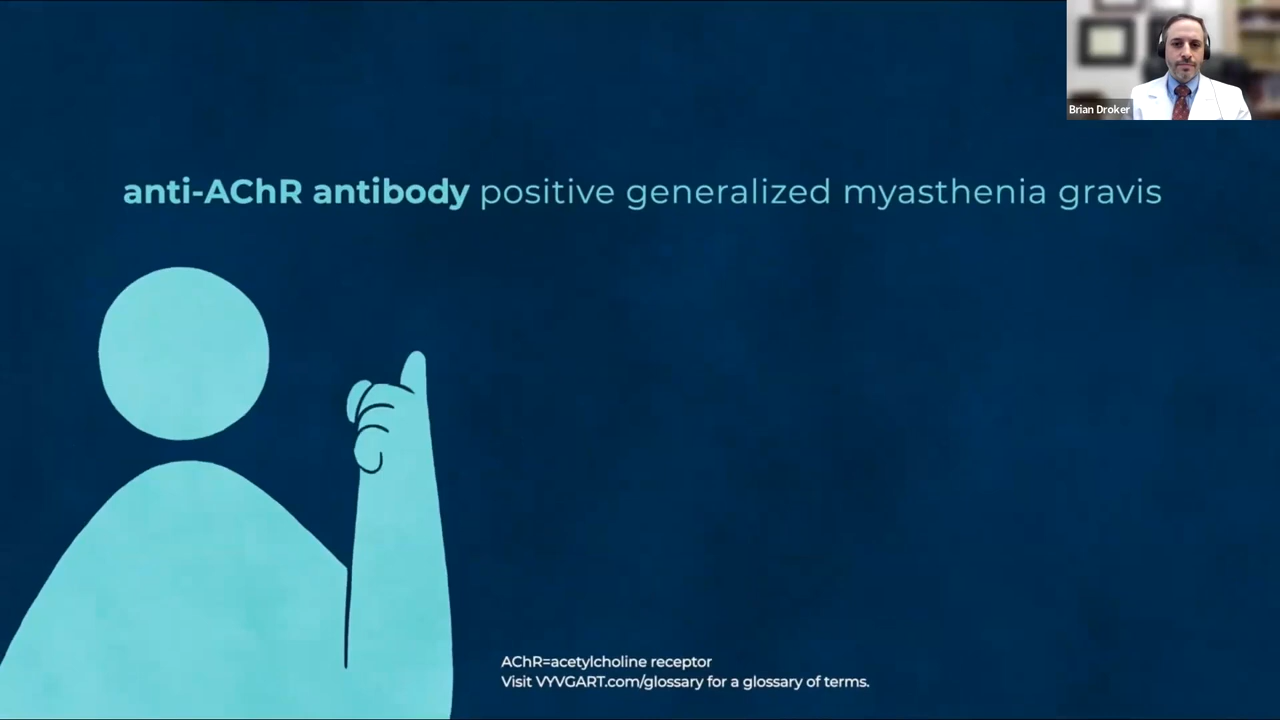 Brian Droker
anti-AChR antibody positive generalized myasthenia gravis
AChR=acetylcholine receptor
Visit VYVGART.com/glossary for a glossary of terms.